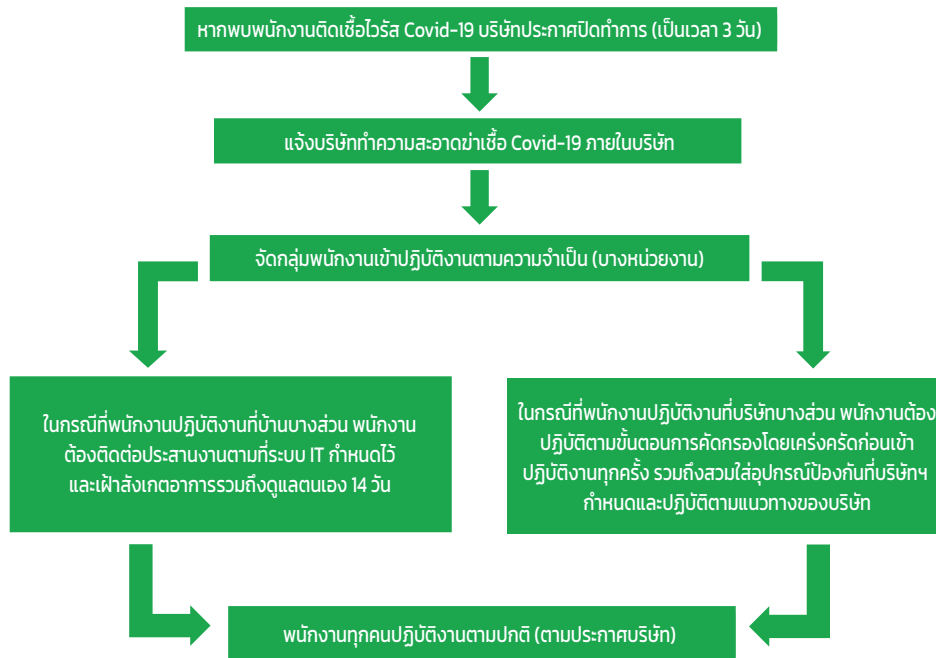 หากพบพนักงานติดเชื้อไวรัส Covid-19 บริษัทประกาศปิดทำการ (เป็นเวลา 3 วัน)
แจ้งบริษัททำความสะอาดฆ่าเชื้อ Covid-19 ภายในบริษัท
จัดกลุ่มพนักงานเข้าปฏิบัติงานตามความจำเป็น (บางหน่วยงาน)
ในกรณีที่พนักงานปฏิบัติงานที่บ้านบางส่วน พนักงาน
ต้องติดต่อประสานงานตามที่ระบบ IT กำหนดไว้
และเฝ้าสังเกตอาการรวมถึงดูแลตนเอง 14 วัน
ในกรณีที่พนักงานปฏิบัติงานที่บริษัทบางส่วน พนักงานต้อง
ปฏิบัติตามขั้นตอนการคัดกรองโดยเคร่งครัดก่อนเข้า
ปฏิบัติงานทุกครั้ง รวมถึงสวมใส่อุปกรณ์ป้องกันที่บริษัทฯ
กำหนดและปฏิบัติตามแนวทางของบริษัท
พนักงานทุกคนปฏิบัติงานตามปกติ (ตามประกาศบริษัท)